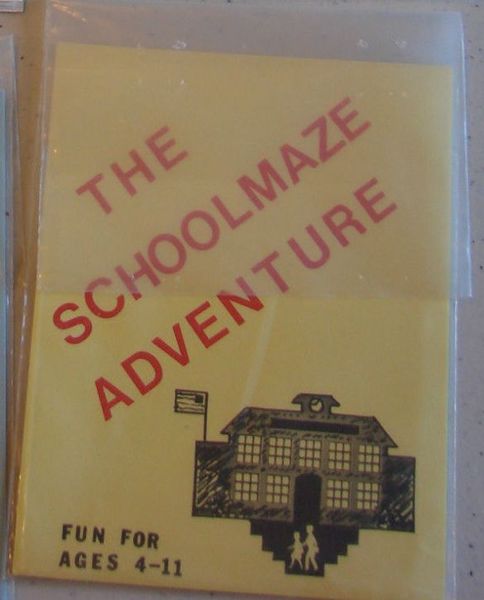 THE
SCHOOLMAZE
ADVENTURE
FUN FOR
AGES 4-11